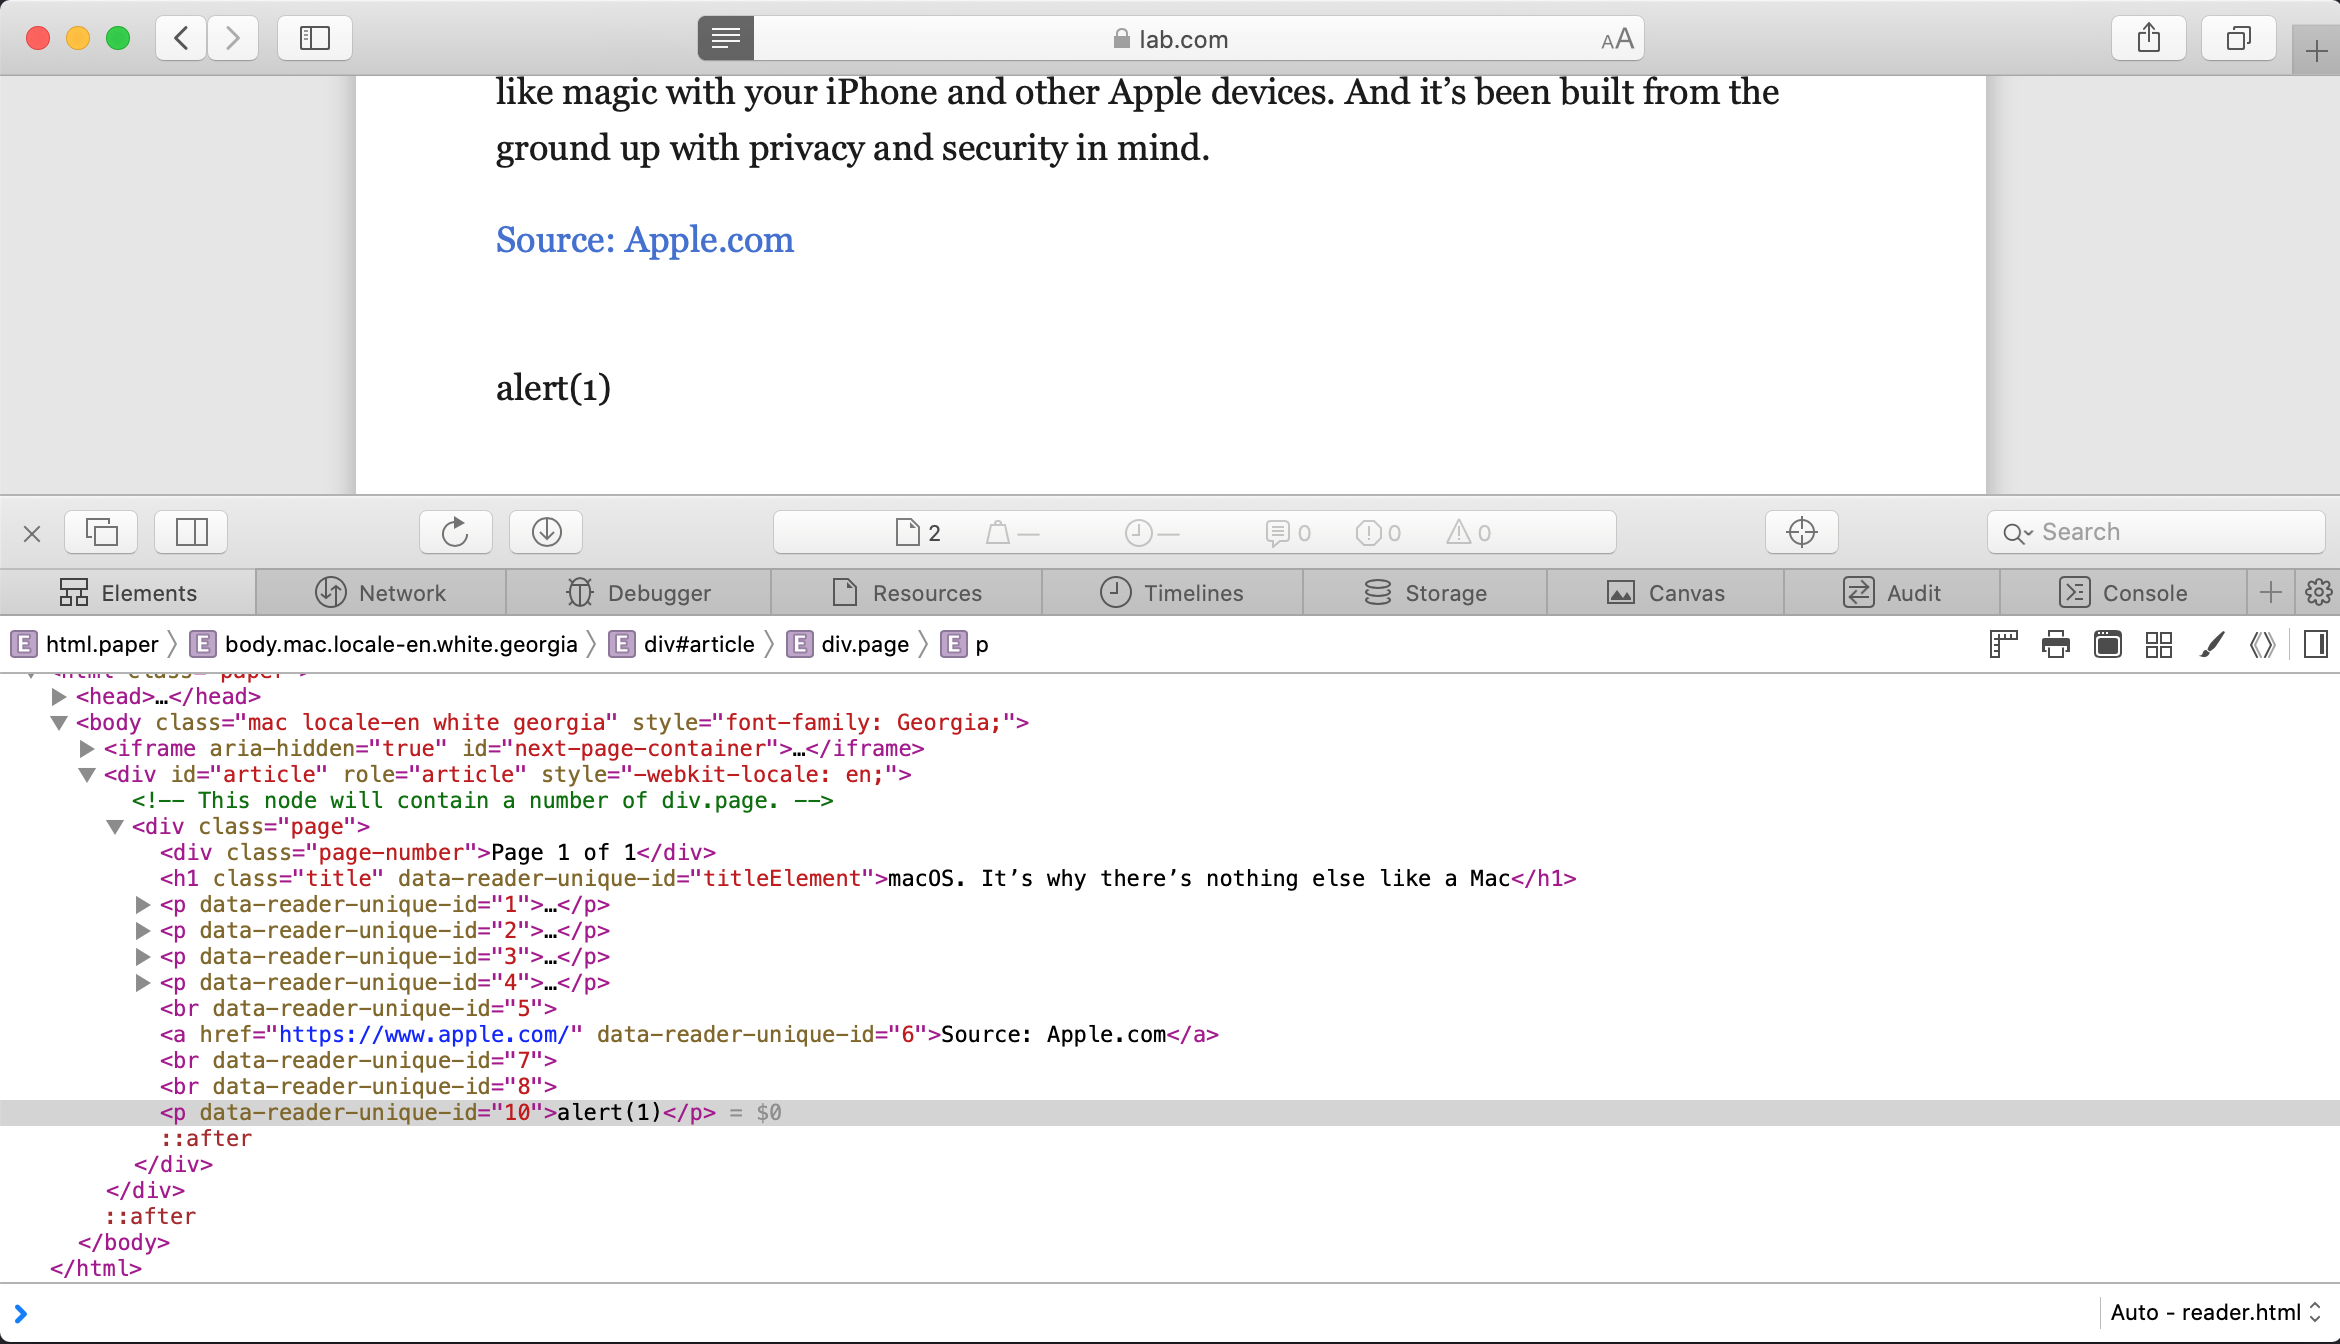 lab.com
AA
like magic with your iPhone and other Apple devices. And it’s been built from the
ground up with privacy and security in mind.
Source: Apple.com
alert(1)
2 — — 0 0 0
Search
Elements Network Debugger Resources Timelines Storage Canvas Audit Console
E html.paper E body.mac.locale-en.white.georgia E div#article E div.page E p
<html class="paper">
<head>…</head>
<body class="mac locale-en white georgia" style="font-family: Georgia;">
<iframe aria-hidden="true" id="next-page-container">…</iframe>
<div id="article" role="article" style="-webkit-locale: en;">
<!-- This node will contain a number of div.page. -->
<div class="page">
<div class="page-number">Page 1 of 1</div>
<h1 class="title" data-reader-unique-id="titleElement">macOS. It’s why there’s nothing else like a Mac</h1>
<p data-reader-unique-id="1">…</p>
<p data-reader-unique-id="2">…</p>
<p data-reader-unique-id="3">…</p>
<p data-reader-unique-id="4">…</p>
<br data-reader-unique-id="5">
<a href="https://www.apple.com/" data-reader-unique-id="6">Source: Apple.com</a>
<br data-reader-unique-id="7">
<br data-reader-unique-id="8">
<p data-reader-unique-id="10">alert(1)</p> = $0
::after
</div>
</div>
::after
</body>
</html>
Auto - reader.html